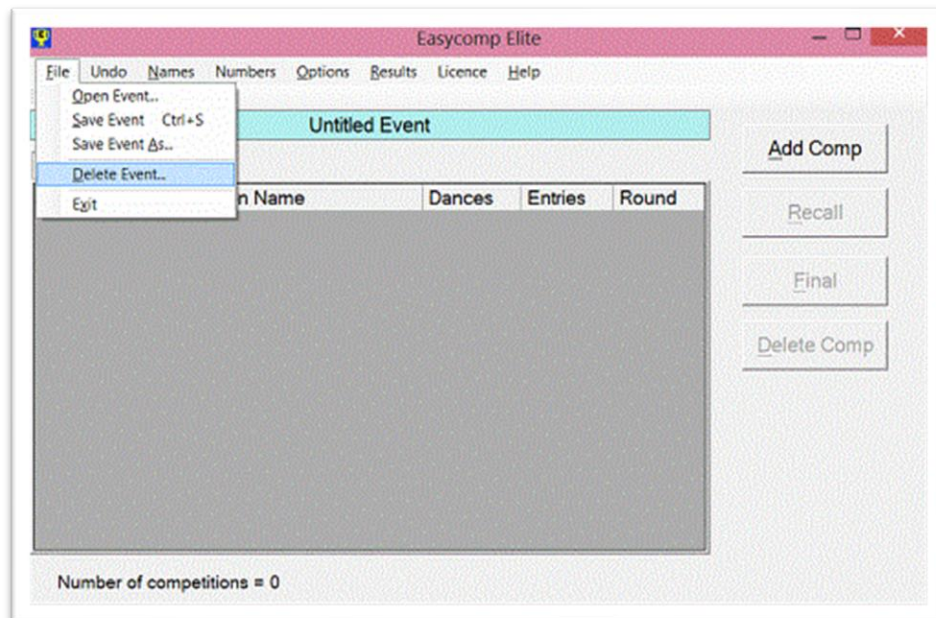 Easycomp Elite
File Undo Names Numbers Options Results Licence Help
Open Event...
Save Event Ctrl+S
Save Event As...
Delete Event...
Exit
Untitled Event
n Name Dances Entries Round
Add Comp
Recall
Final
Delete Comp
Number of competitions = 0